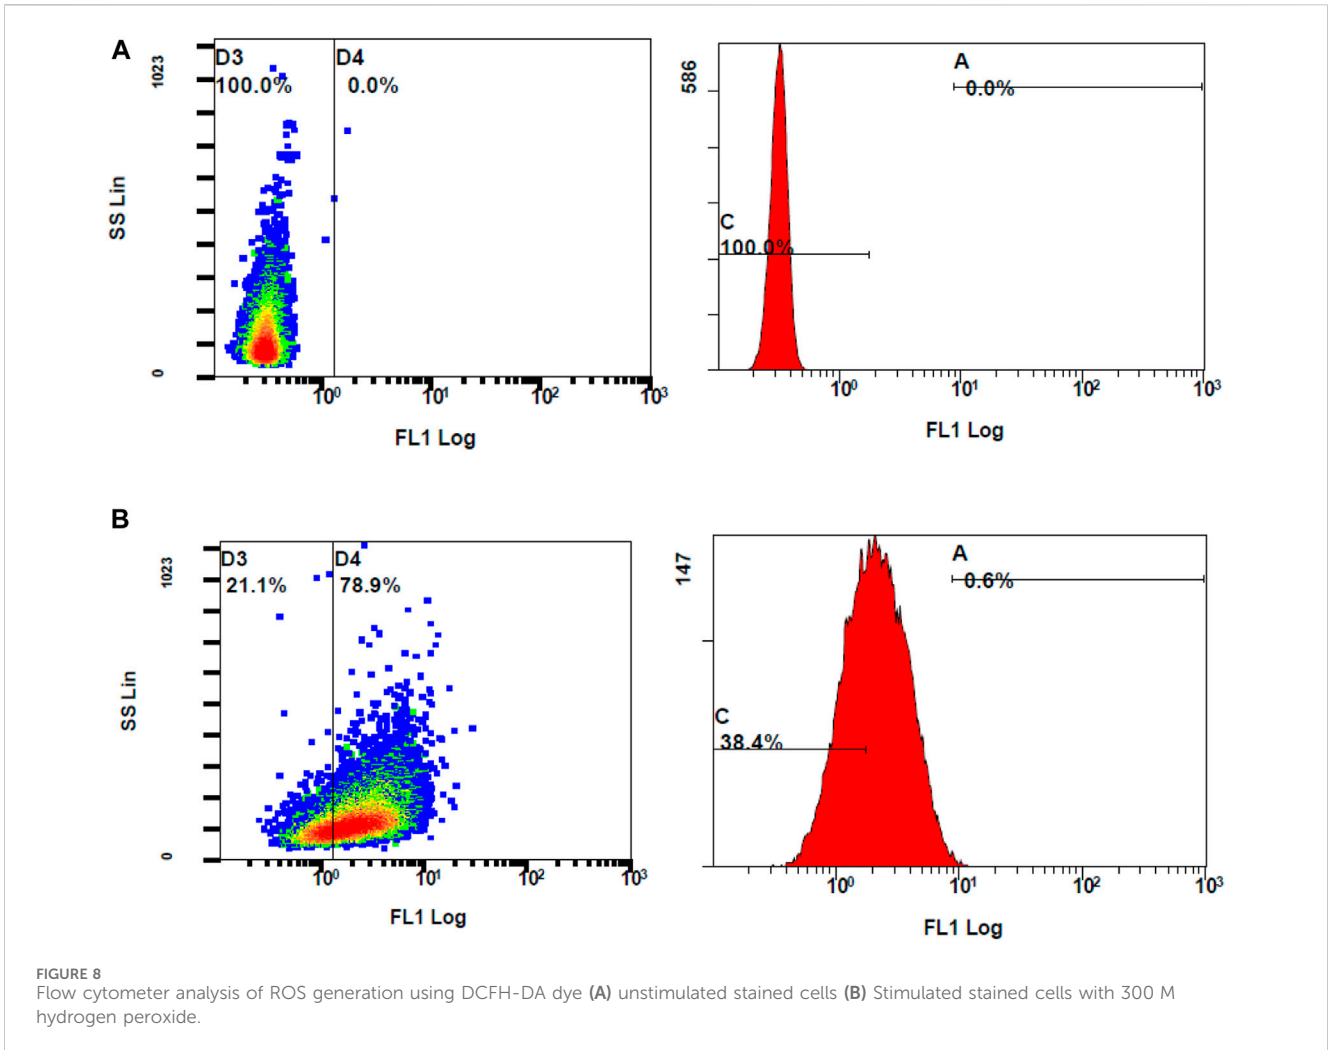 A
D3
100.0%
D4
0.0%
1023
0
SS Lin
10⁰ 10¹ 10² 10³
FL1 Log
586
A
0.0%
C
100.0%
10⁰ 10¹ 10² 10³
FL1 Log
B
D3
21.1%
D4
78.9%
1023
0
SS Lin
10⁰ 10¹ 10² 10³
FL1 Log
147
A
0.6%
C
38.4%
10⁰ 10¹ 10² 10³
FL1 Log
FIGURE 8
Flow cytometer analysis of ROS generation using DCFH-DA dye (A) unstimulated stained cells (B) Stimulated stained cells with 300 M
hydrogen peroxide.